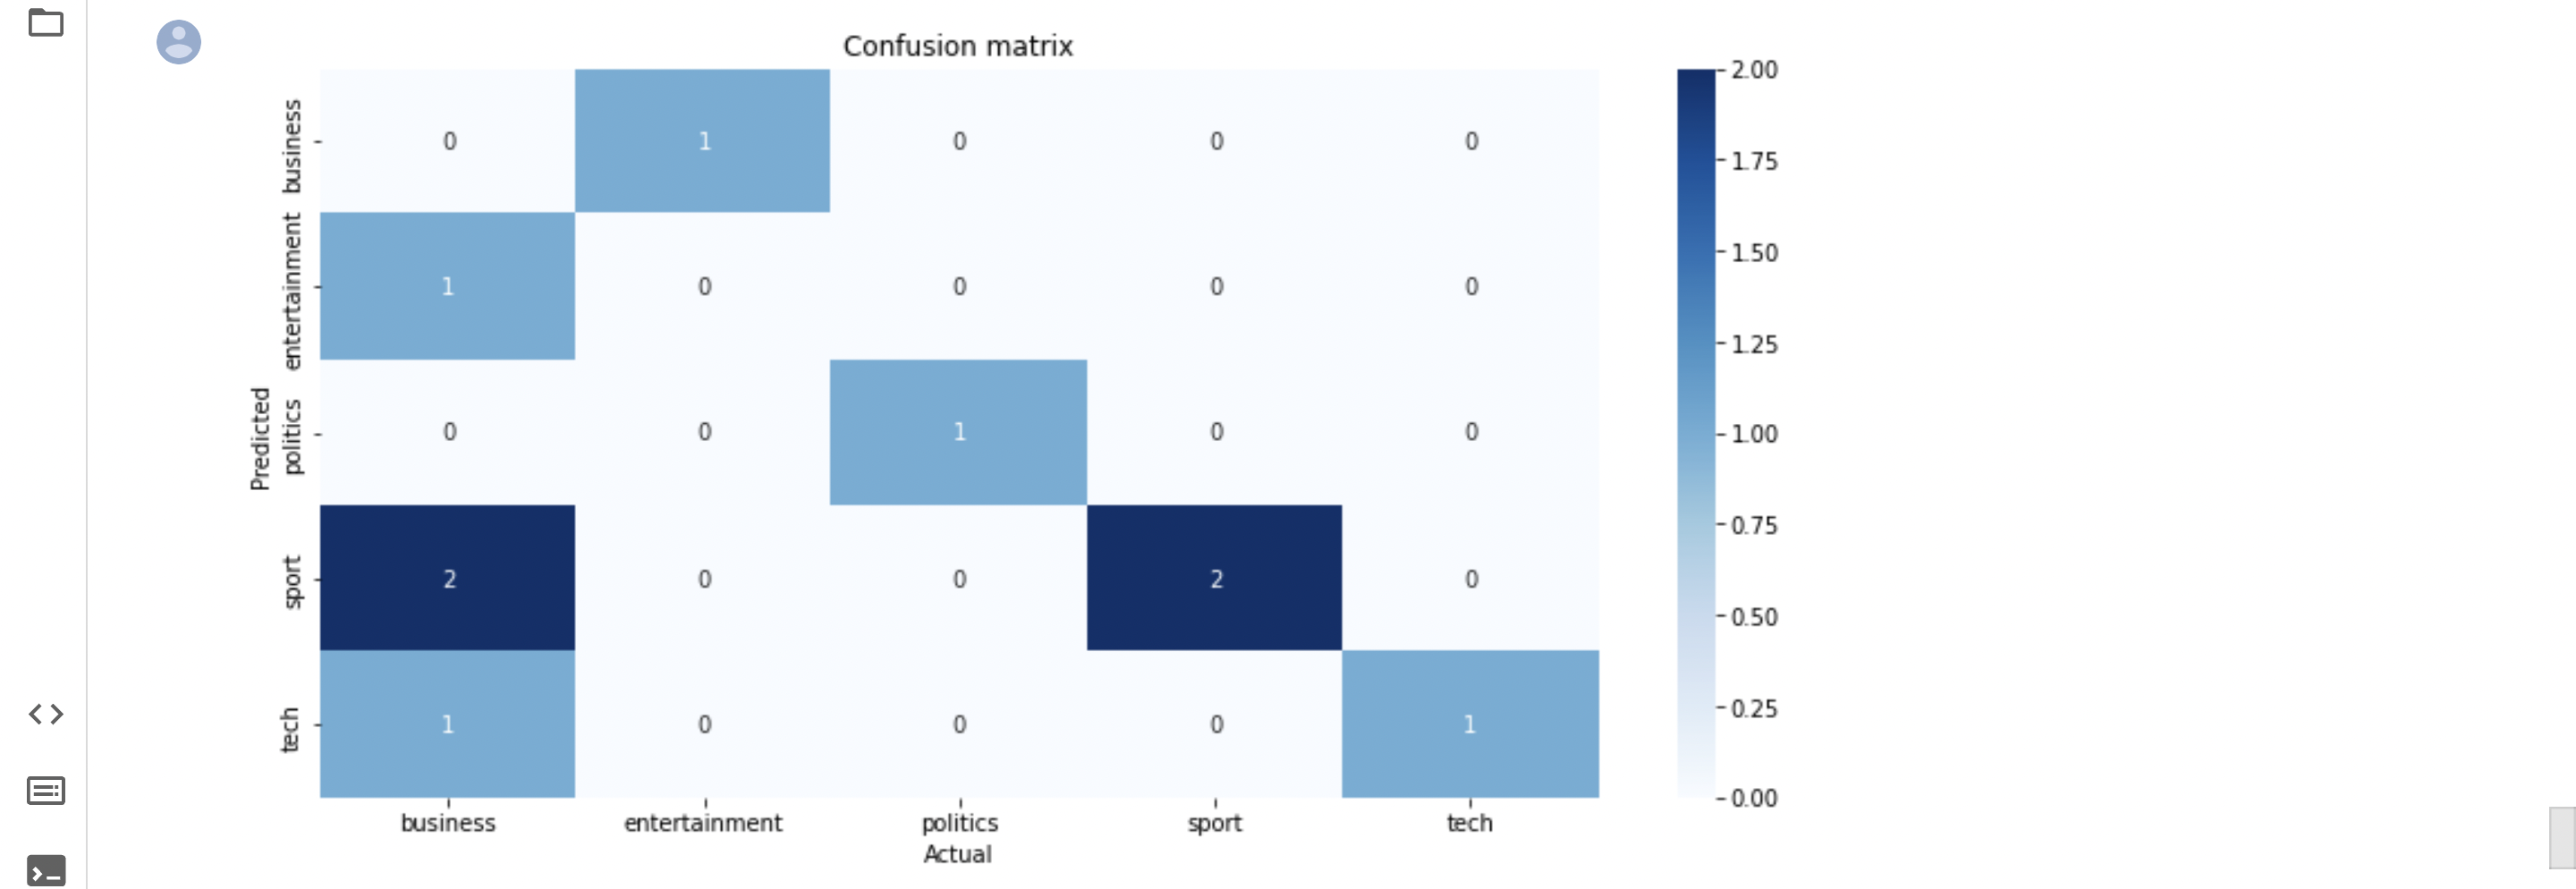 Confusion matrix
business 0 1 0 0 0
entertainment 1 0 0 0 0
politics 0 0 1 0 0
sport 2 0 0 2 0
tech 1 0 0 0 1
Predicted
business entertainment politics sport tech
Actual
2.00
1.75
1.50
1.25
1.00
0.75
0.50
0.25
0.00